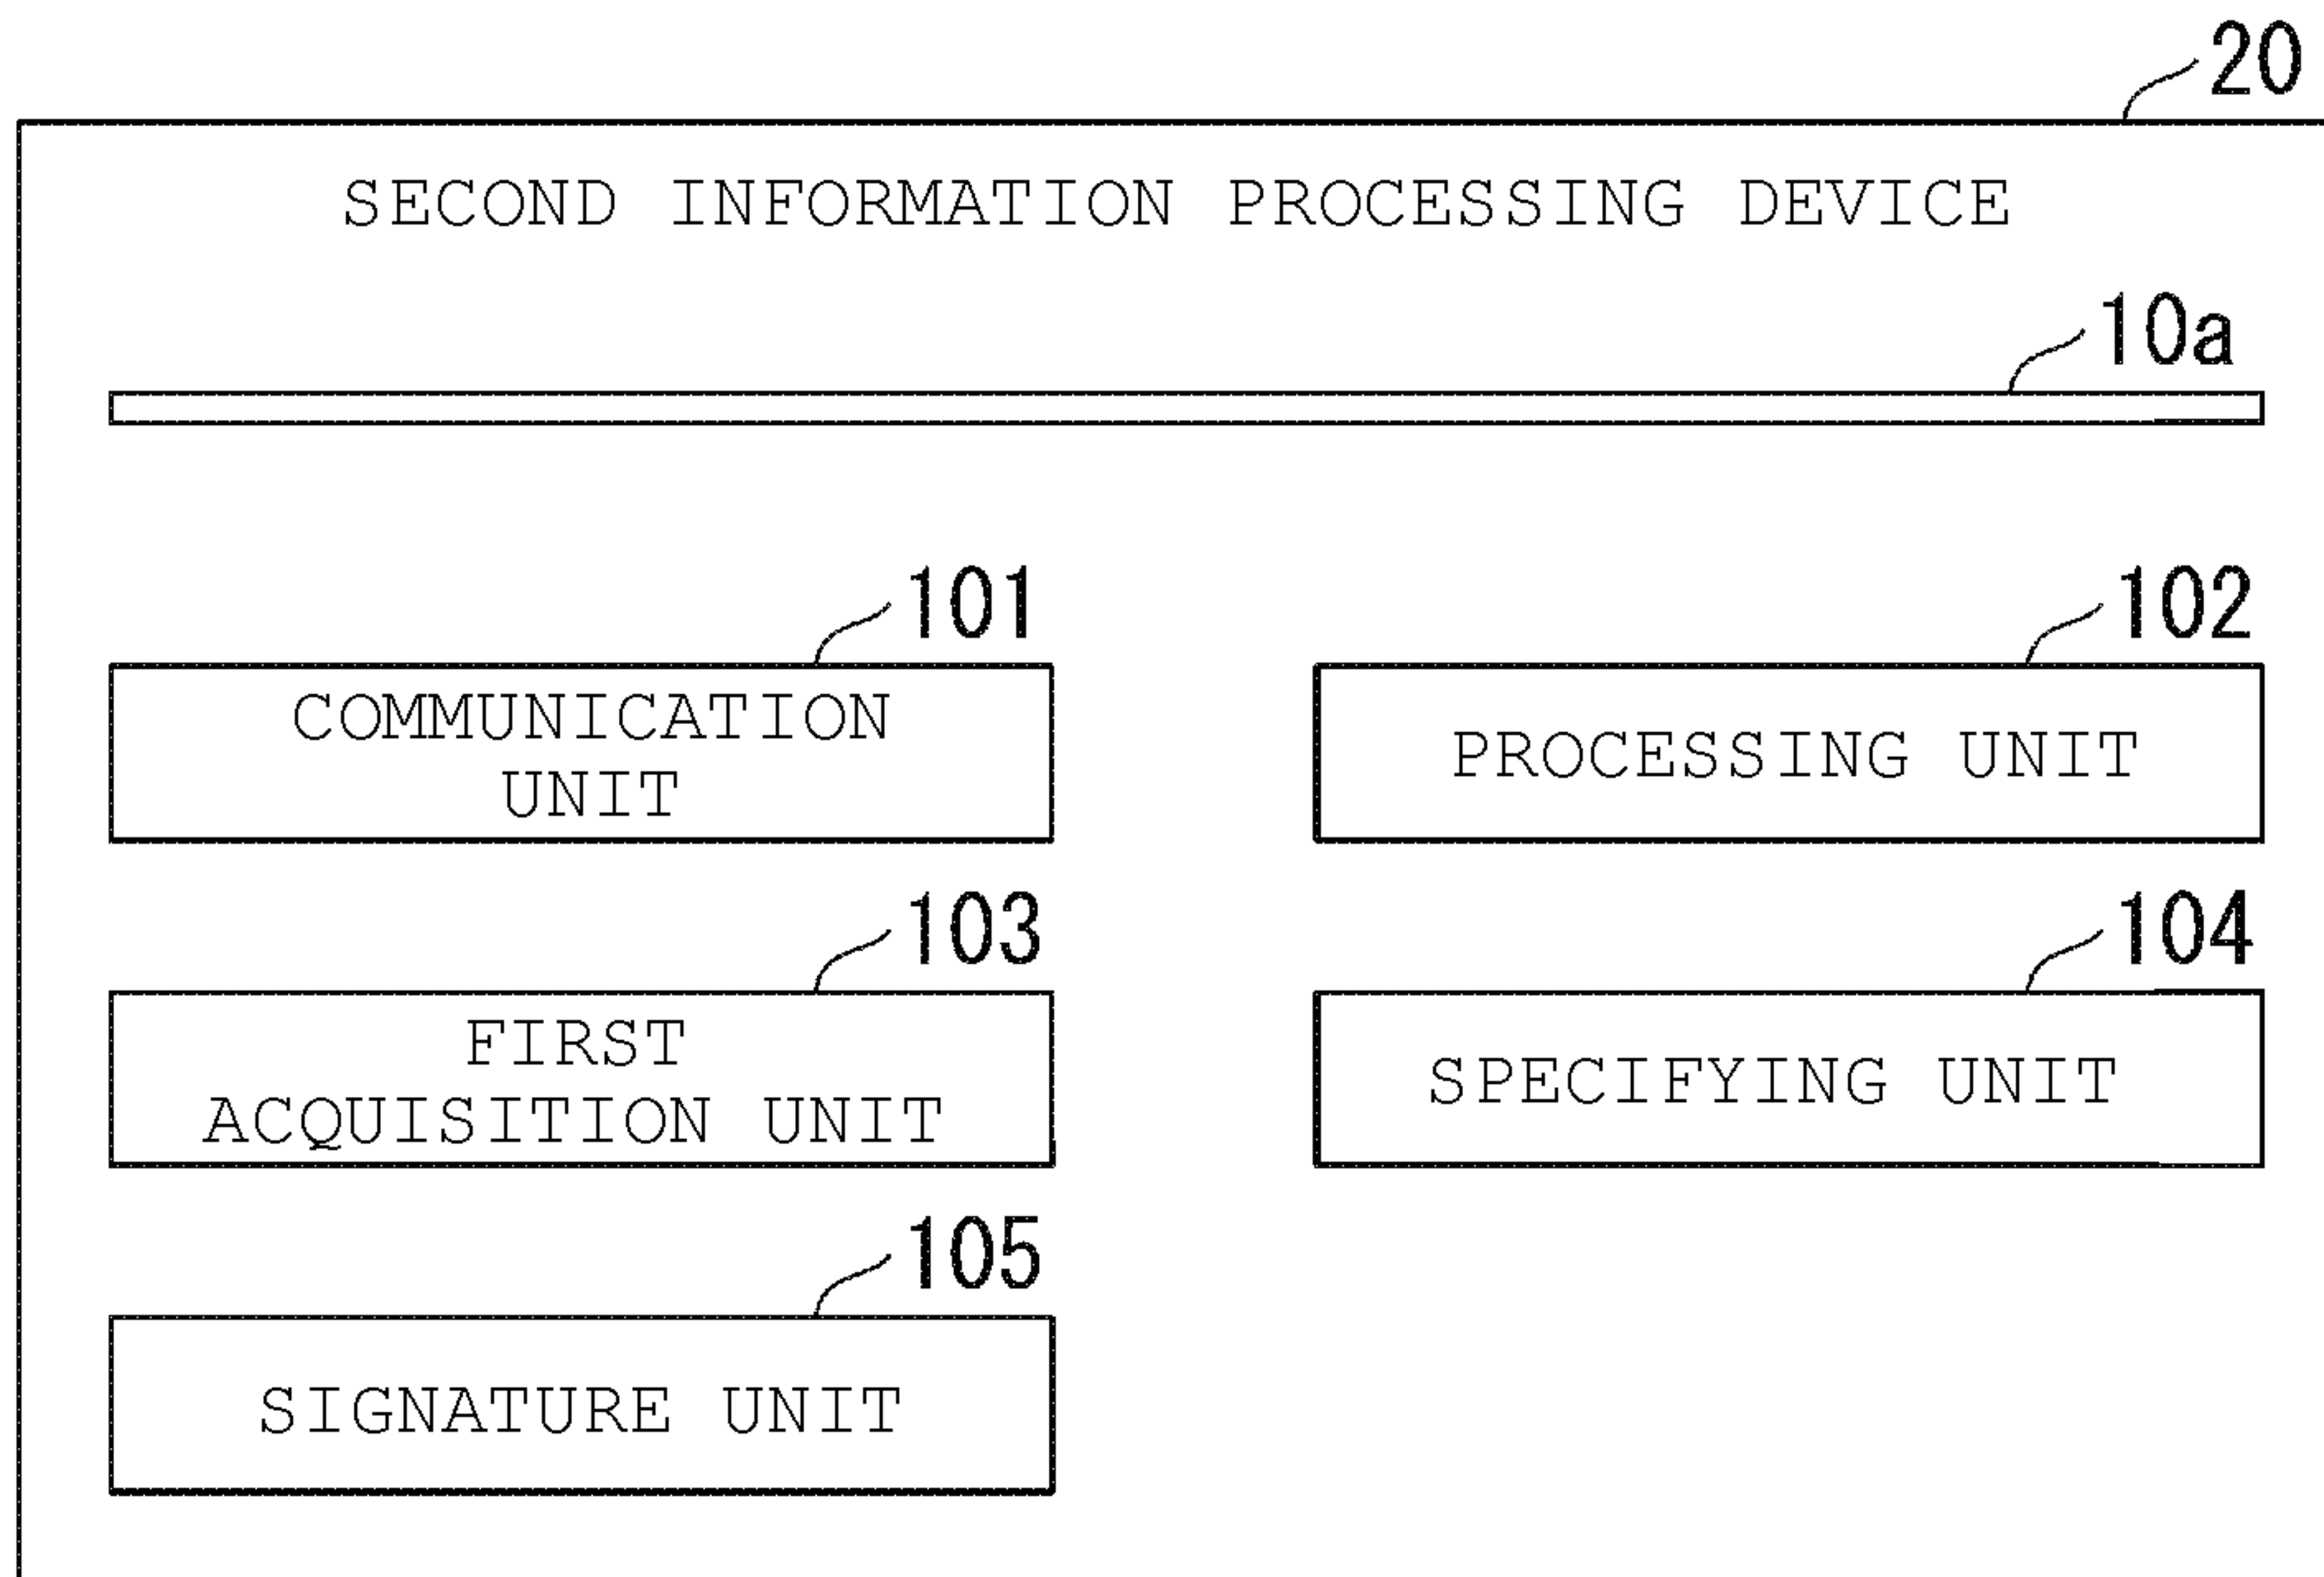 20
SECOND INFORMATION PROCESSING DEVICE
10a
101
102
COMMUNICATION
UNIT
PROCESSING UNIT
103
104
FIRST
ACQUISITION UNIT
SPECIFYING UNIT
105
SIGNATURE UNIT